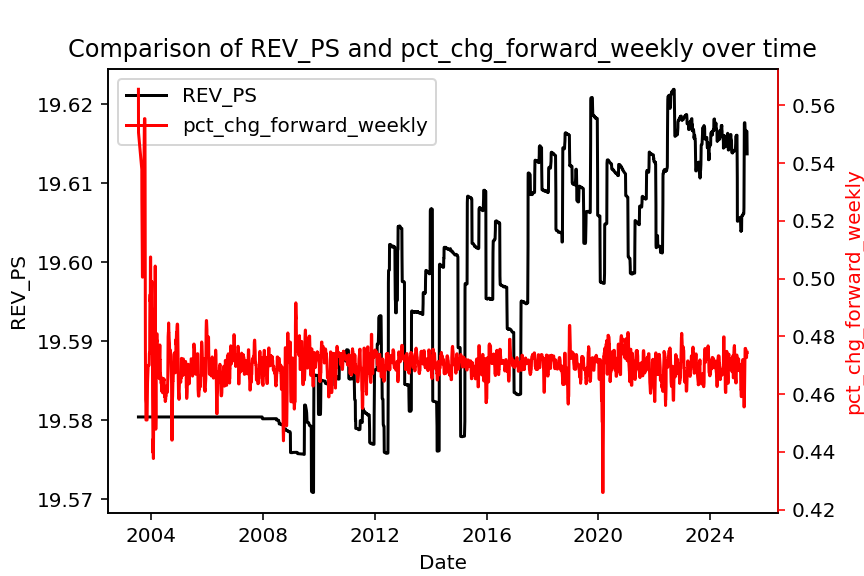 Comparison of REV_PS and pct_chg_forward_weekly over time
REV_PS
pct_chg_forward_weekly
19.62
19.61
19.60
19.59
19.58
19.57
REV_PS
0.56
0.54
0.52
0.50
0.48
0.46
0.44
0.42
pct_chg_forward_weekly
2004 2008 2012 2016 2020 2024
Date